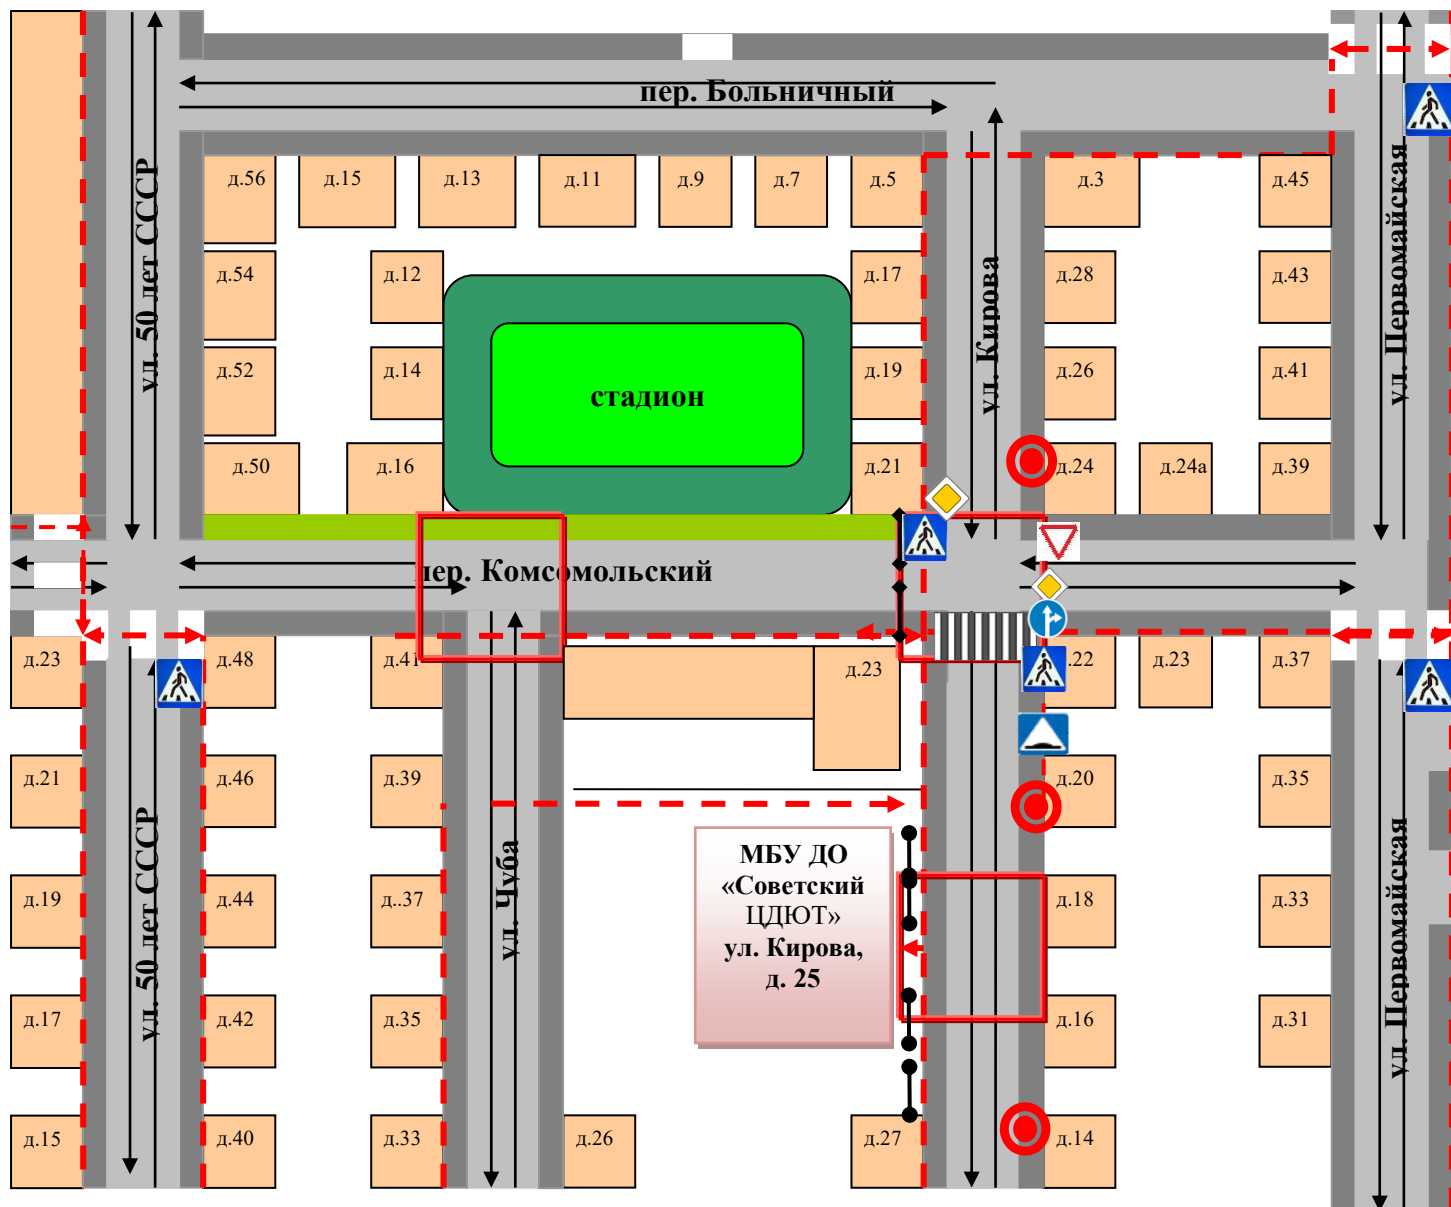 пер. Больничный
д.56
д.15
д.13
д.11
д.9
д.7
д.5
д.3
д.45
ул. 50 лет СССР
ул. Кирова
ул. Первомайская
д.54
д.12
д.17
д.28
д.43
д.52
д.14
стадион
д.19
д.26
д.41
д.50
д.16
д.21
д.24
д.24а
д.39
пер. Комсомольский
д.23
д.48
д.41
д.23
д.22
д.23
д.37
д.21
д.46
д.39
д.20
д.35
ул. 50 лет СССР
ул. Чуба
МБУ ДО
«Советский
ЦДЮТ»
ул. Кирова,
д. 25
ул. Первомайская
д.19
д.44
д..37
д.18
д.33
д.17
д.42
д.35
д.16
д.31
д.15
д.40
д.33
д.26
д.27
д.14